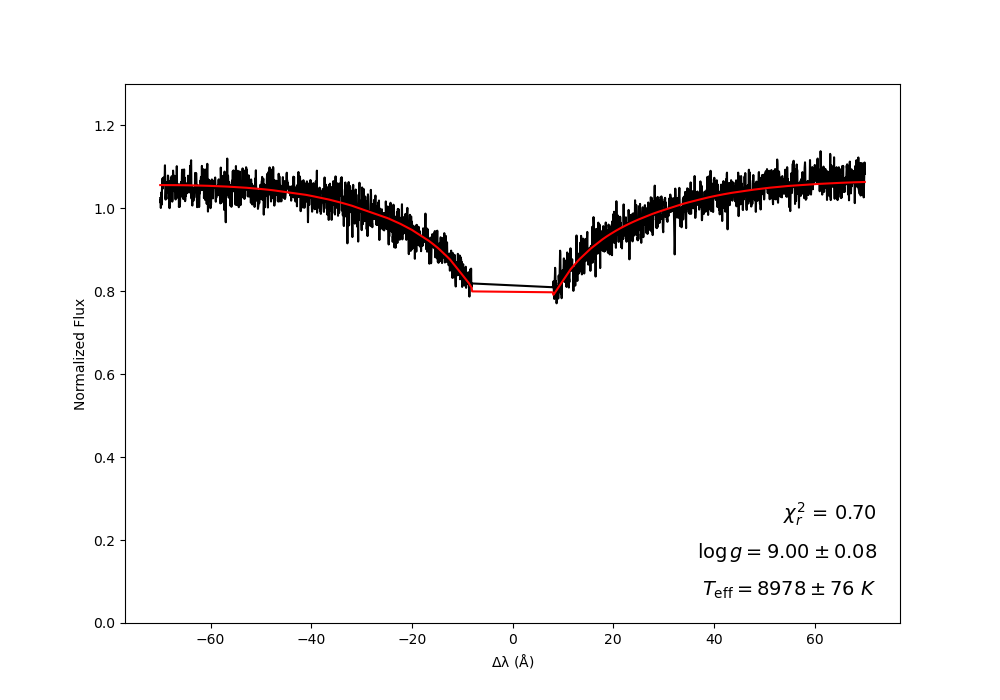 1.2
1.0
0.8
0.6
0.4
0.2
0.0
Normalized Flux
χ²ᵣ = 0.70
log g = 9.00 ± 0.08
T_eff = 8978 ± 76 K
−60 −40 −20 0 20 40 60
Δλ (Å)